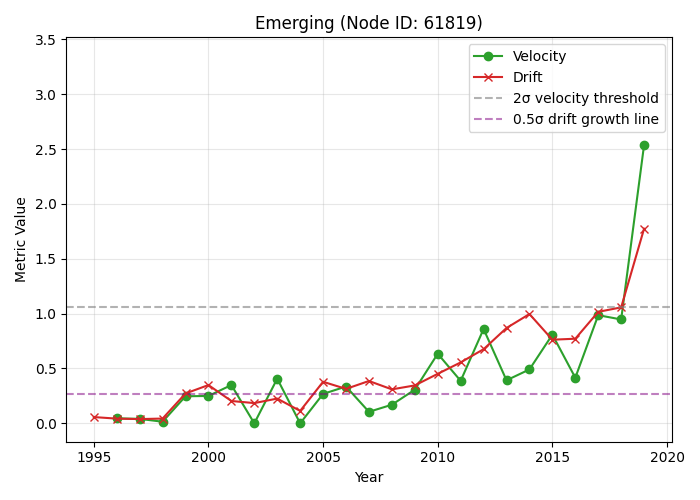 Emerging (Node ID: 61819)
3.5
3.0
2.5
2.0
1.5
1.0
0.5
0.0
Metric Value
Velocity
Drift
2σ velocity threshold
0.5σ drift growth line
1995
2000
2005
2010
2015
2020
Year